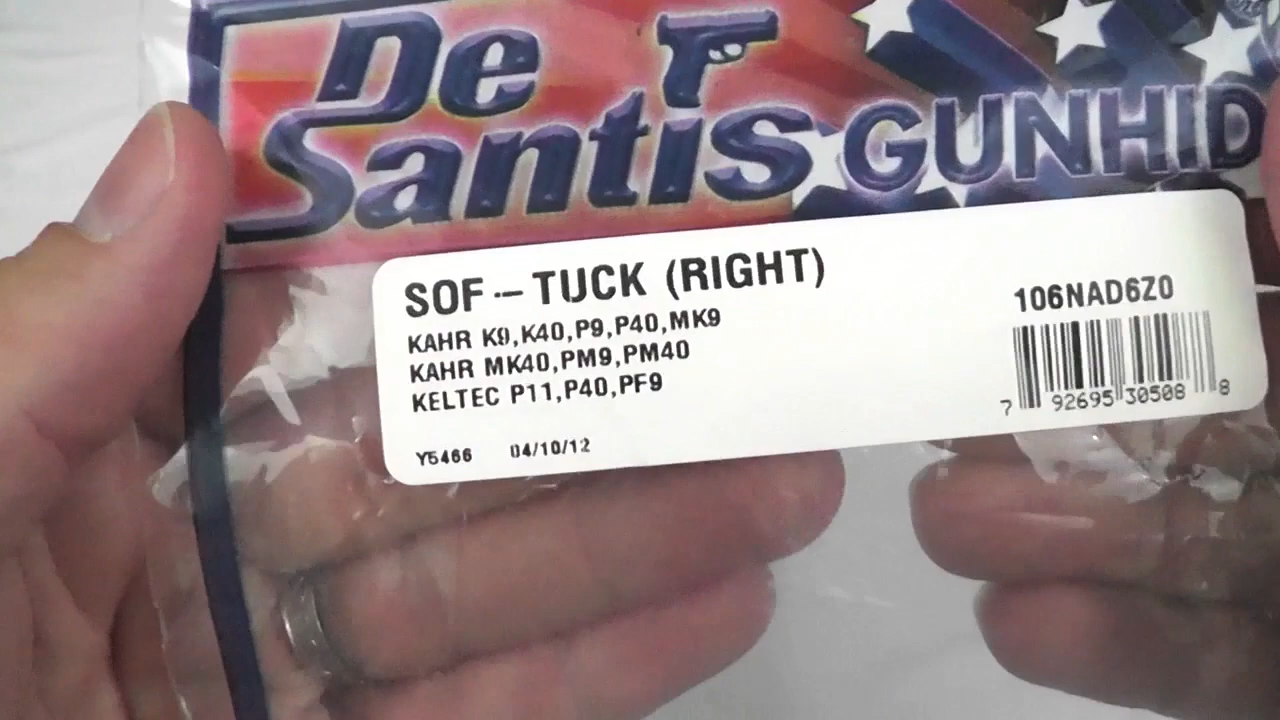 De
Santis GUNHID
SOF-TUCK (RIGHT)
KAHR K9,K40,P9,P40,MK9
KAHR MK40,PM9,PM40
KELTEC P11,P40,PF9
Y5466 04/10/12
106NAD6Z0
7 92695 30508 8